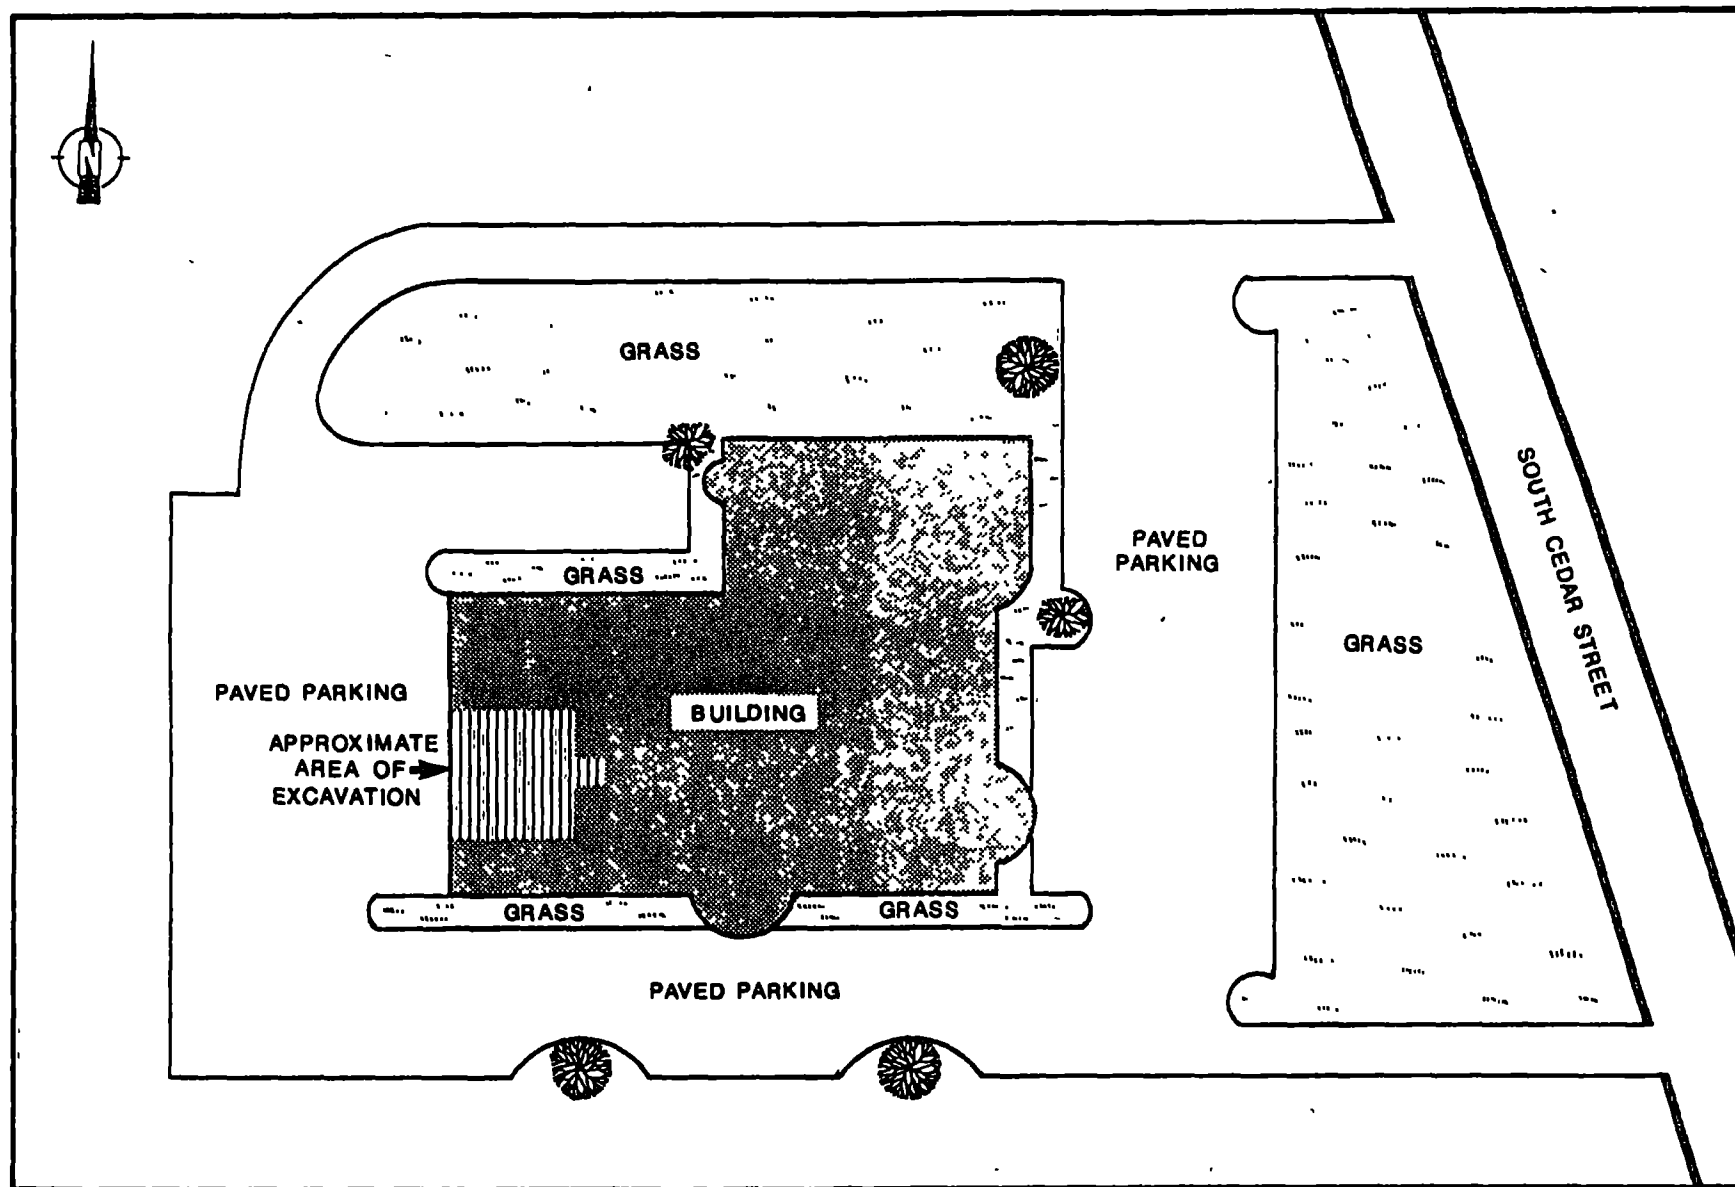 N
GRASS
SOUTH CEDAR STREET
PAVED
PARKING
GRASS
GRASS
PAVED PARKING
BUILDING
APPROXIMATE
AREA OF
EXCAVATION
GRASS
GRASS
PAVED PARKING